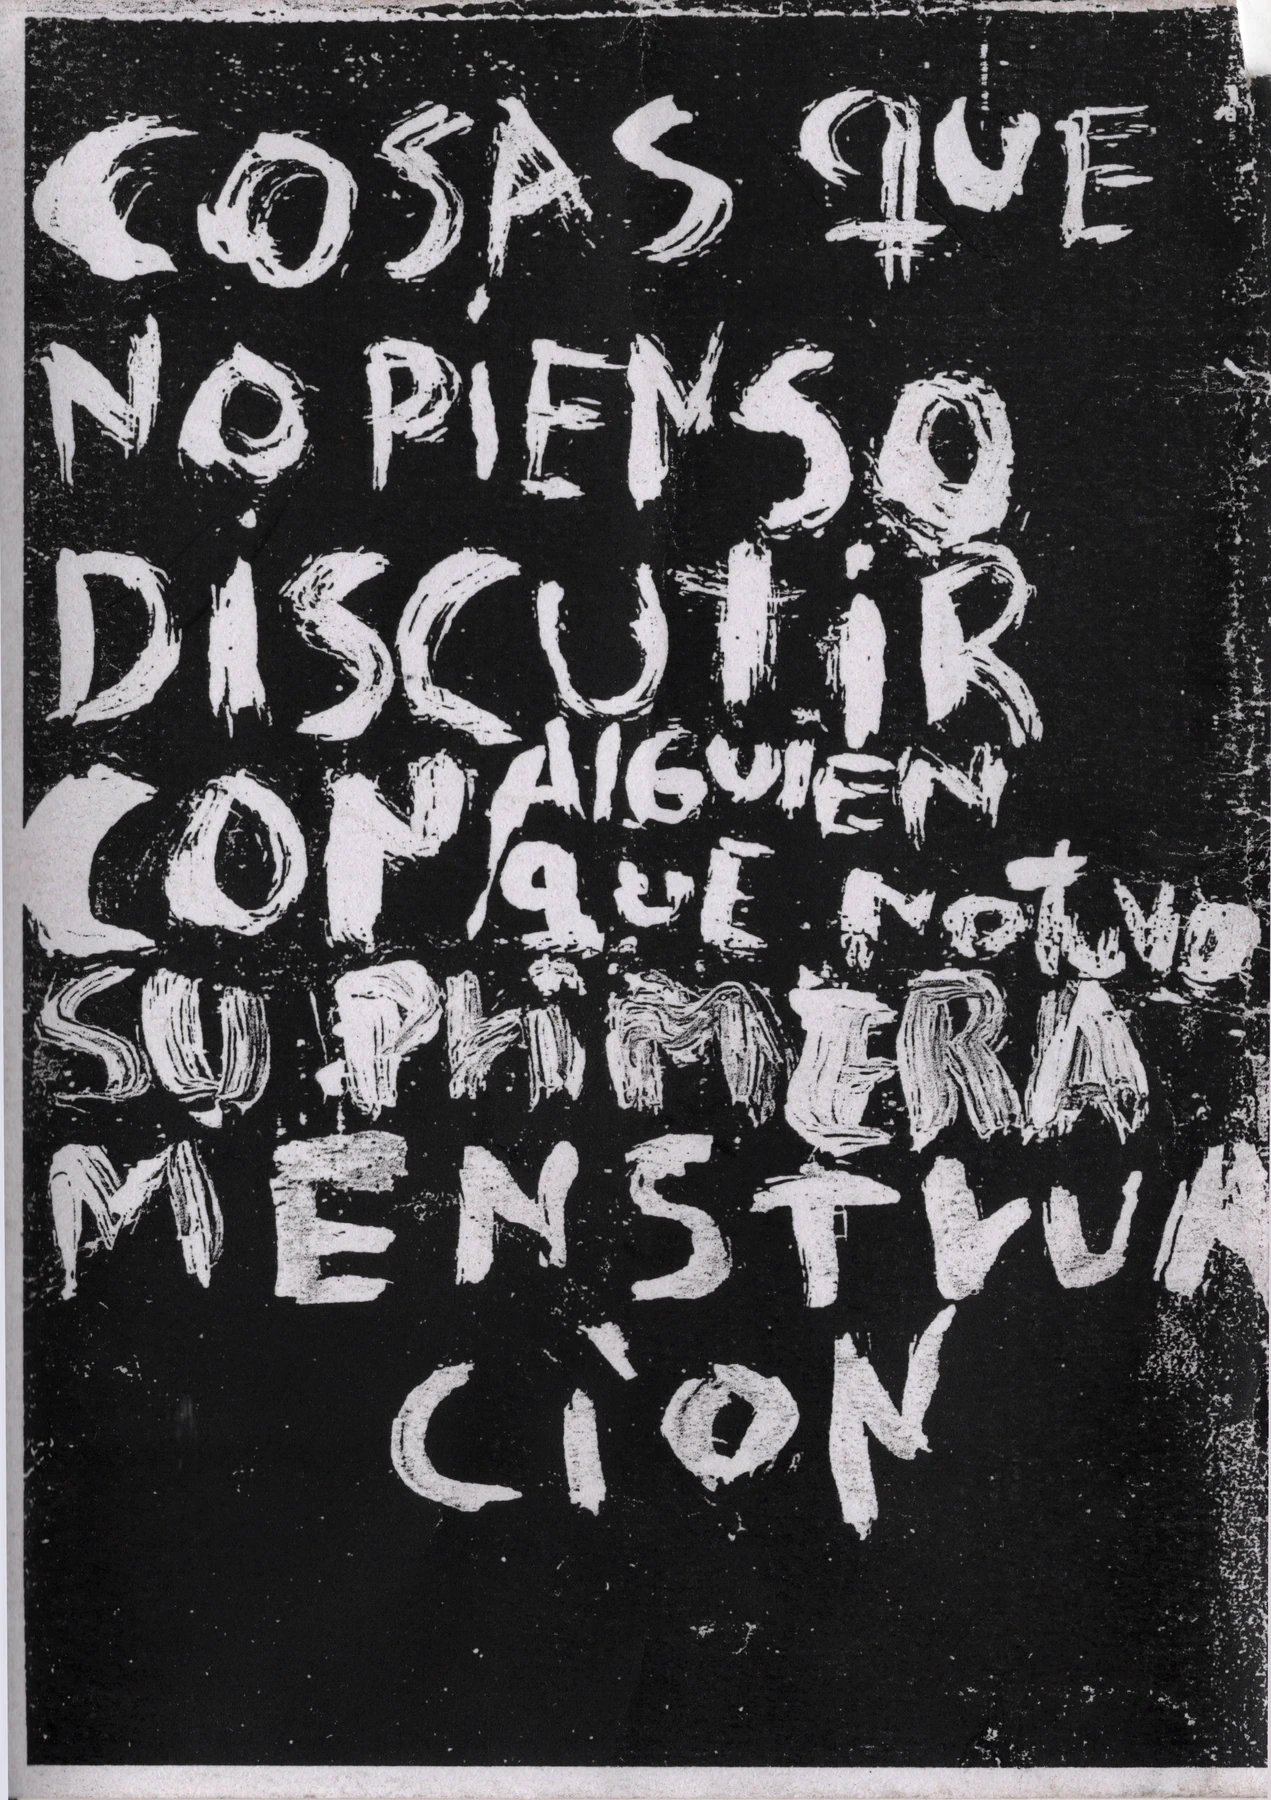 COSAS QUE
NO PiENSO
DiSCUTiR
CON AlGUIEN
QUE NO TUVO
SU PRiMERA
MENSTrUA
CiON